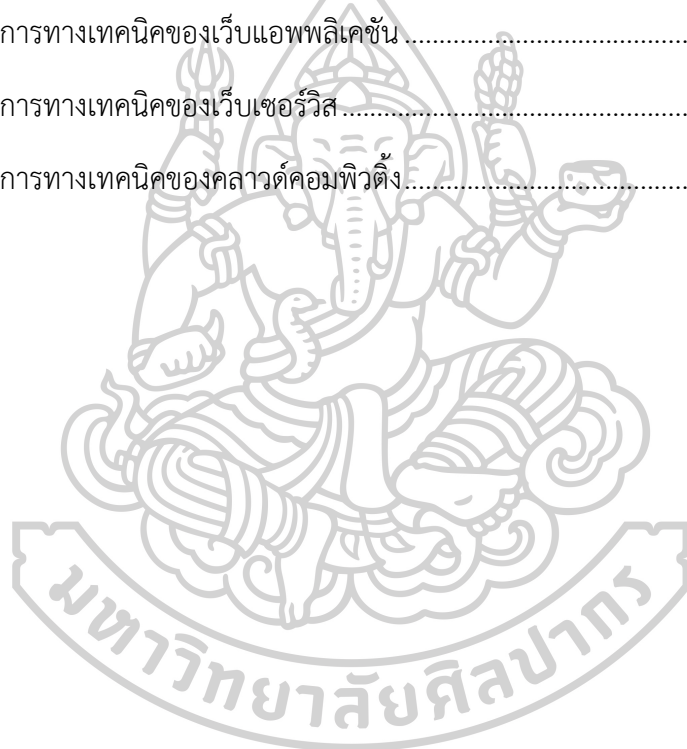 การทางเทคนิคของเว็บแอพพลิเคชัน ........................................
การทางเทคนิคของเว็บเซอร์วิส ..................................................
การทางเทคนิคของคลาวด์คอมพิวติ้ง.........................................
มหาวิทยาลัยศิลปากร